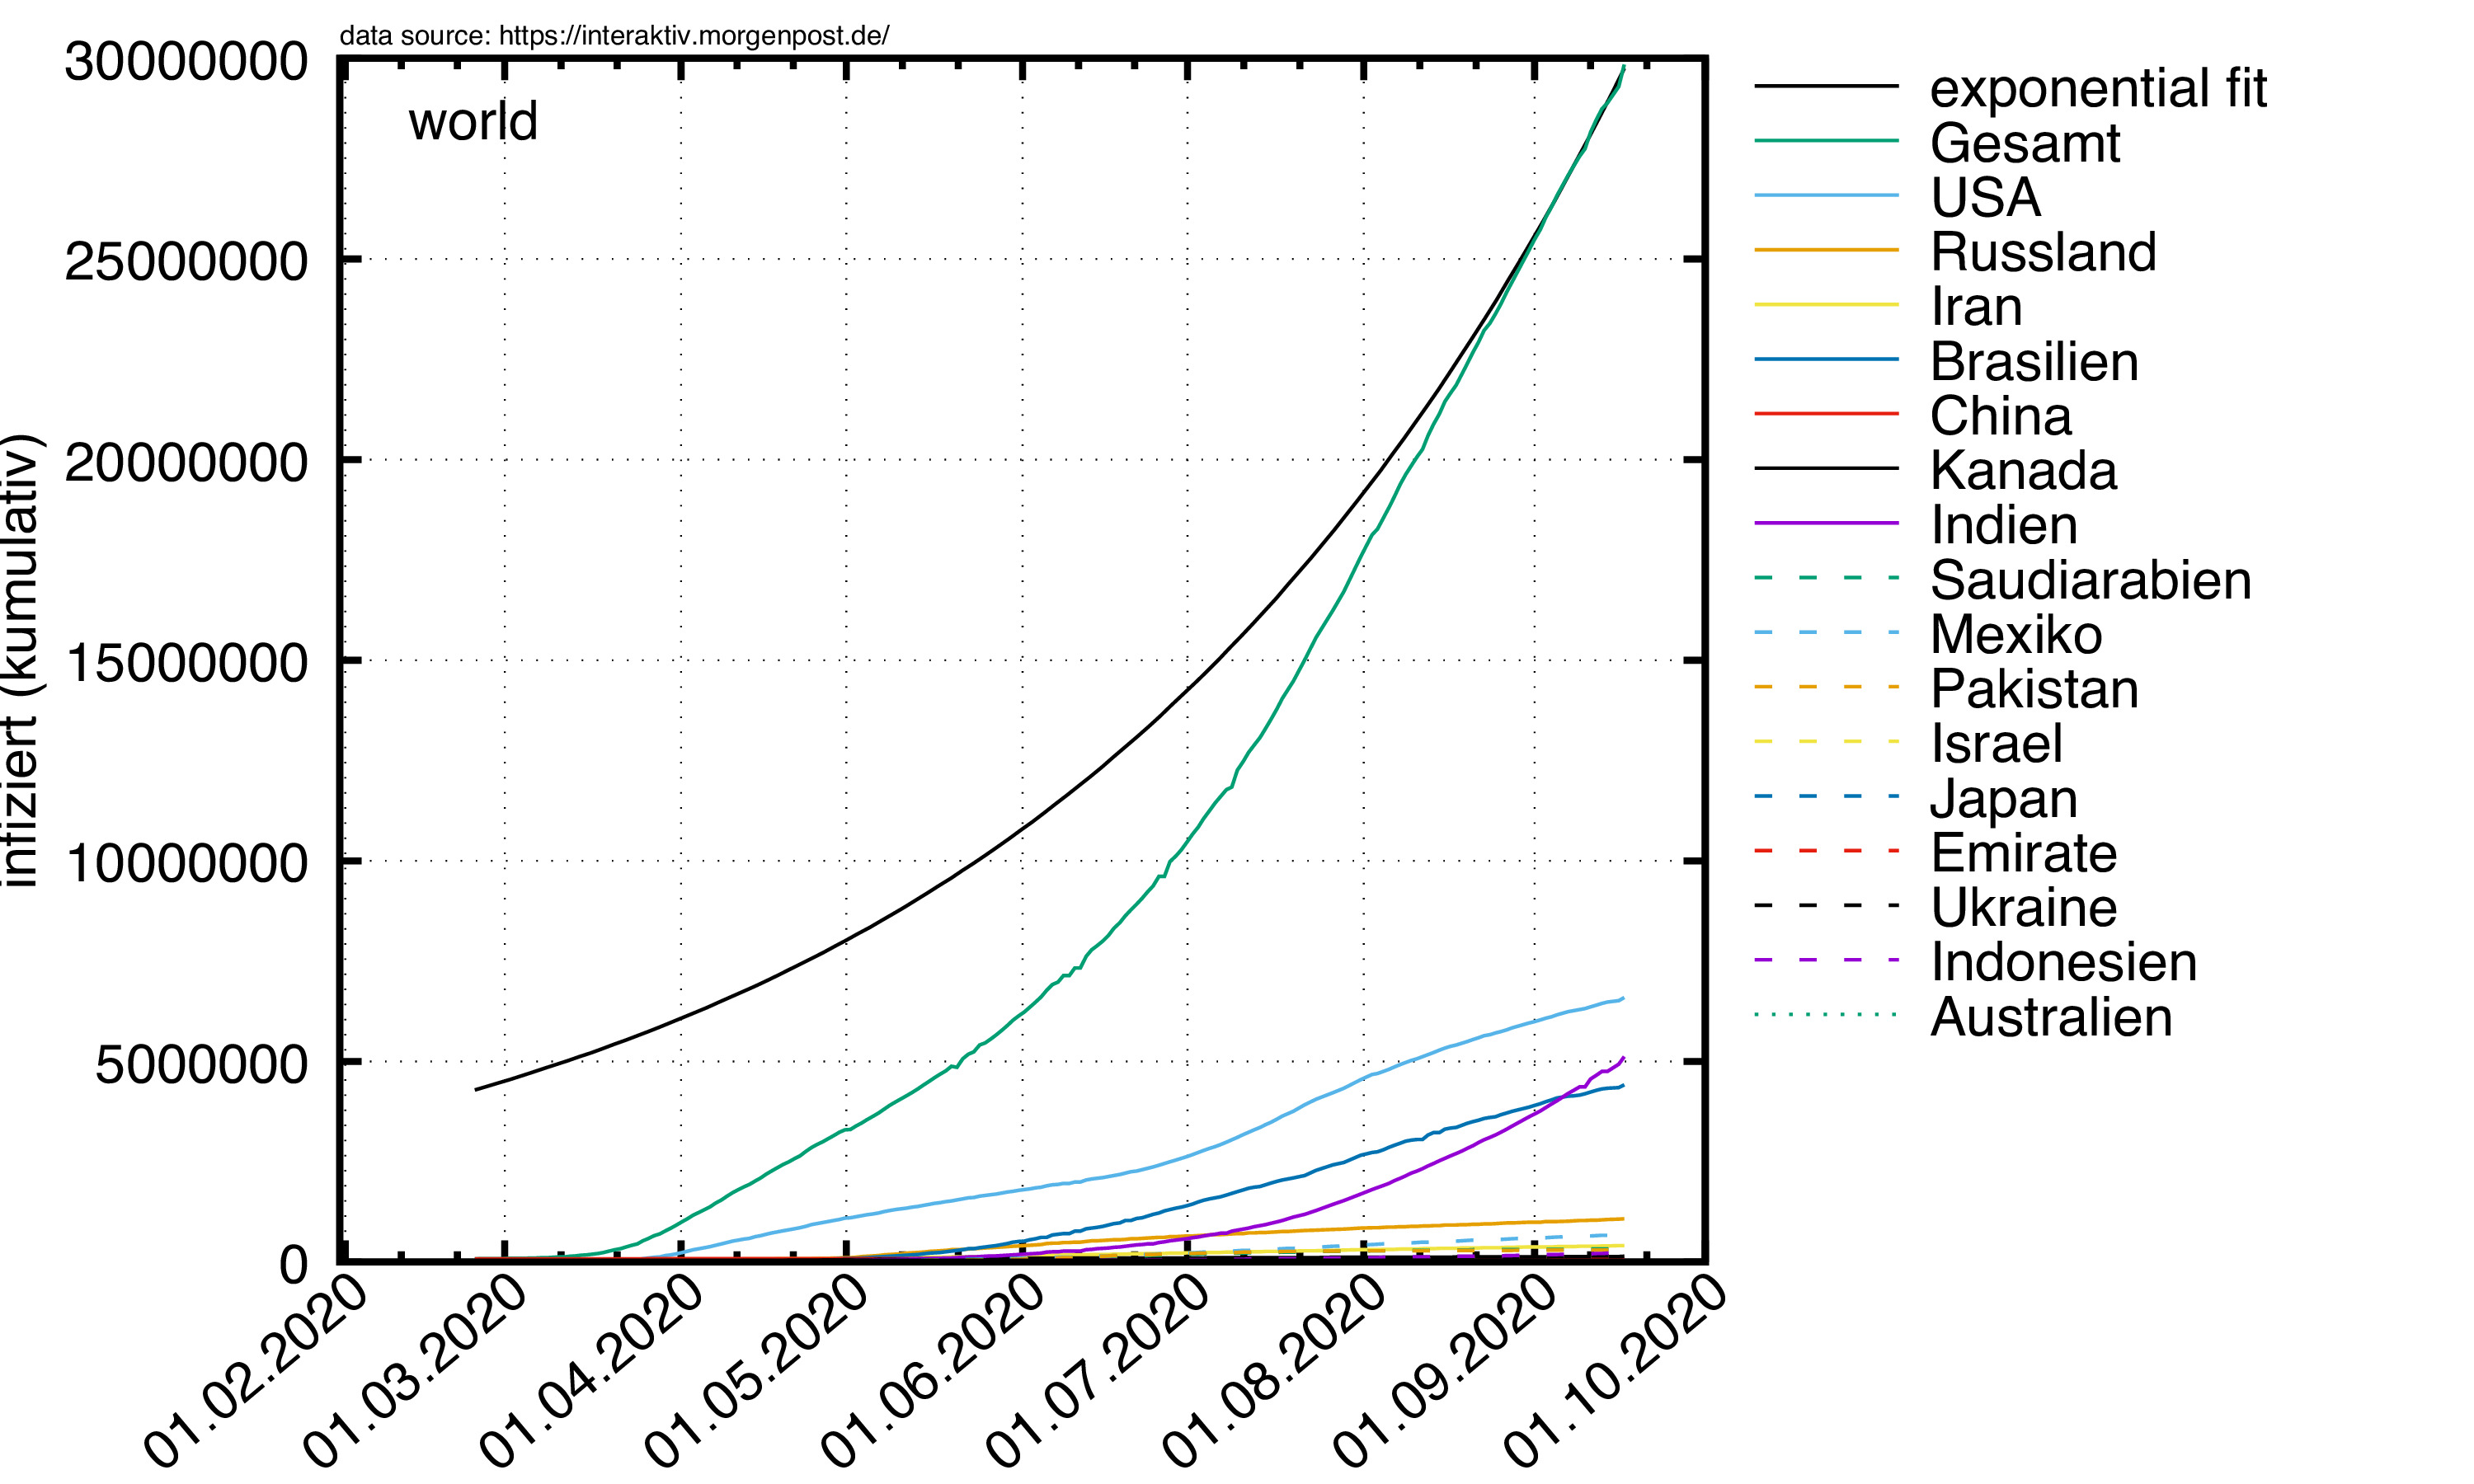 data source: https://interaktiv.morgenpost.de/
30000000
25000000
20000000
15000000
10000000
5000000
0
infiziert (kumulativ)
world
01.02.2020
01.03.2020
01.04.2020
01.05.2020
01.06.2020
01.07.2020
01.08.2020
01.09.2020
01.10.2020
exponential fit
Gesamt
USA
Russland
Iran
Brasilien
China
Kanada
Indien
Saudiarabien
Mexiko
Pakistan
Israel
Japan
Emirate
Ukraine
Indonesien
Australien